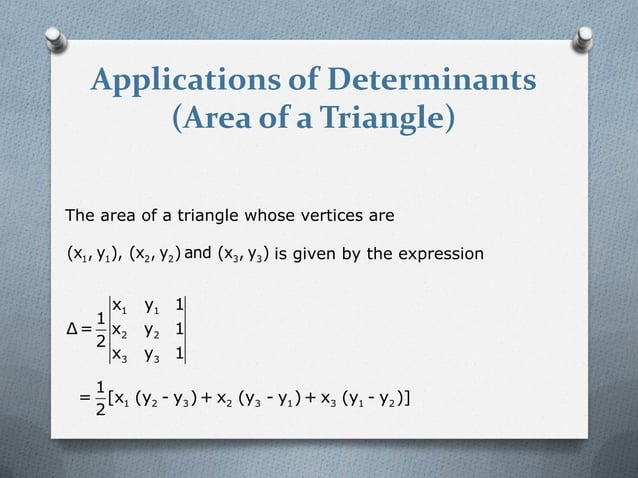 Applications of Determinants
(Area of a Triangle)
The area of a triangle whose vertices are
(x₁, y₁), (x₂, y₂) and (x₃, y₃) is given by the expression
Δ = 1/2 |x₁ y₁ 1|
|x₂ y₂ 1|
|x₃ y₃ 1|
= 1/2 [x₁ (y₂ - y₃) + x₂ (y₃ - y₁) + x₃ (y₁ - y₂)]